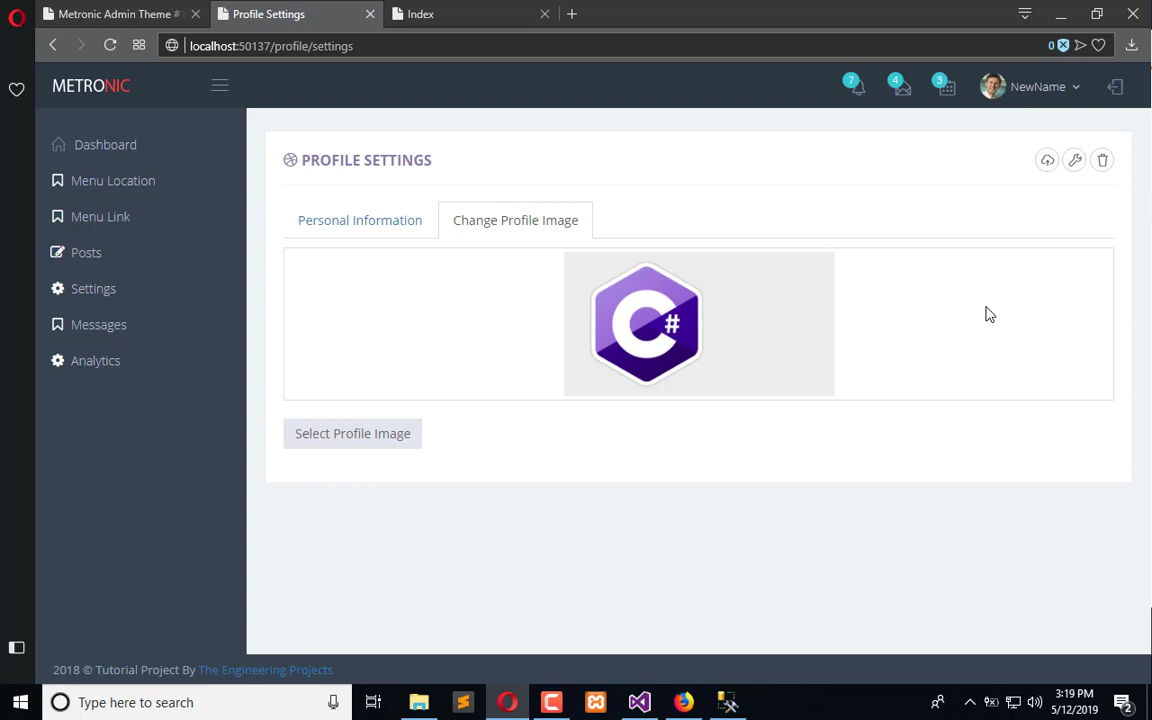 Metronic Admin Theme #
Profile Settings
Index
localhost:50137/profile/settings
0
METRONIC
7
4
3
NewName
Dashboard
Menu Location
Menu Link
Posts
Settings
Messages
Analytics
PROFILE SETTINGS
Personal Information
Change Profile Image
C#
Select Profile Image
2018 © Tutorial Project By The Engineering Projects
Type here to search
3:19 PM
5/12/2019
2